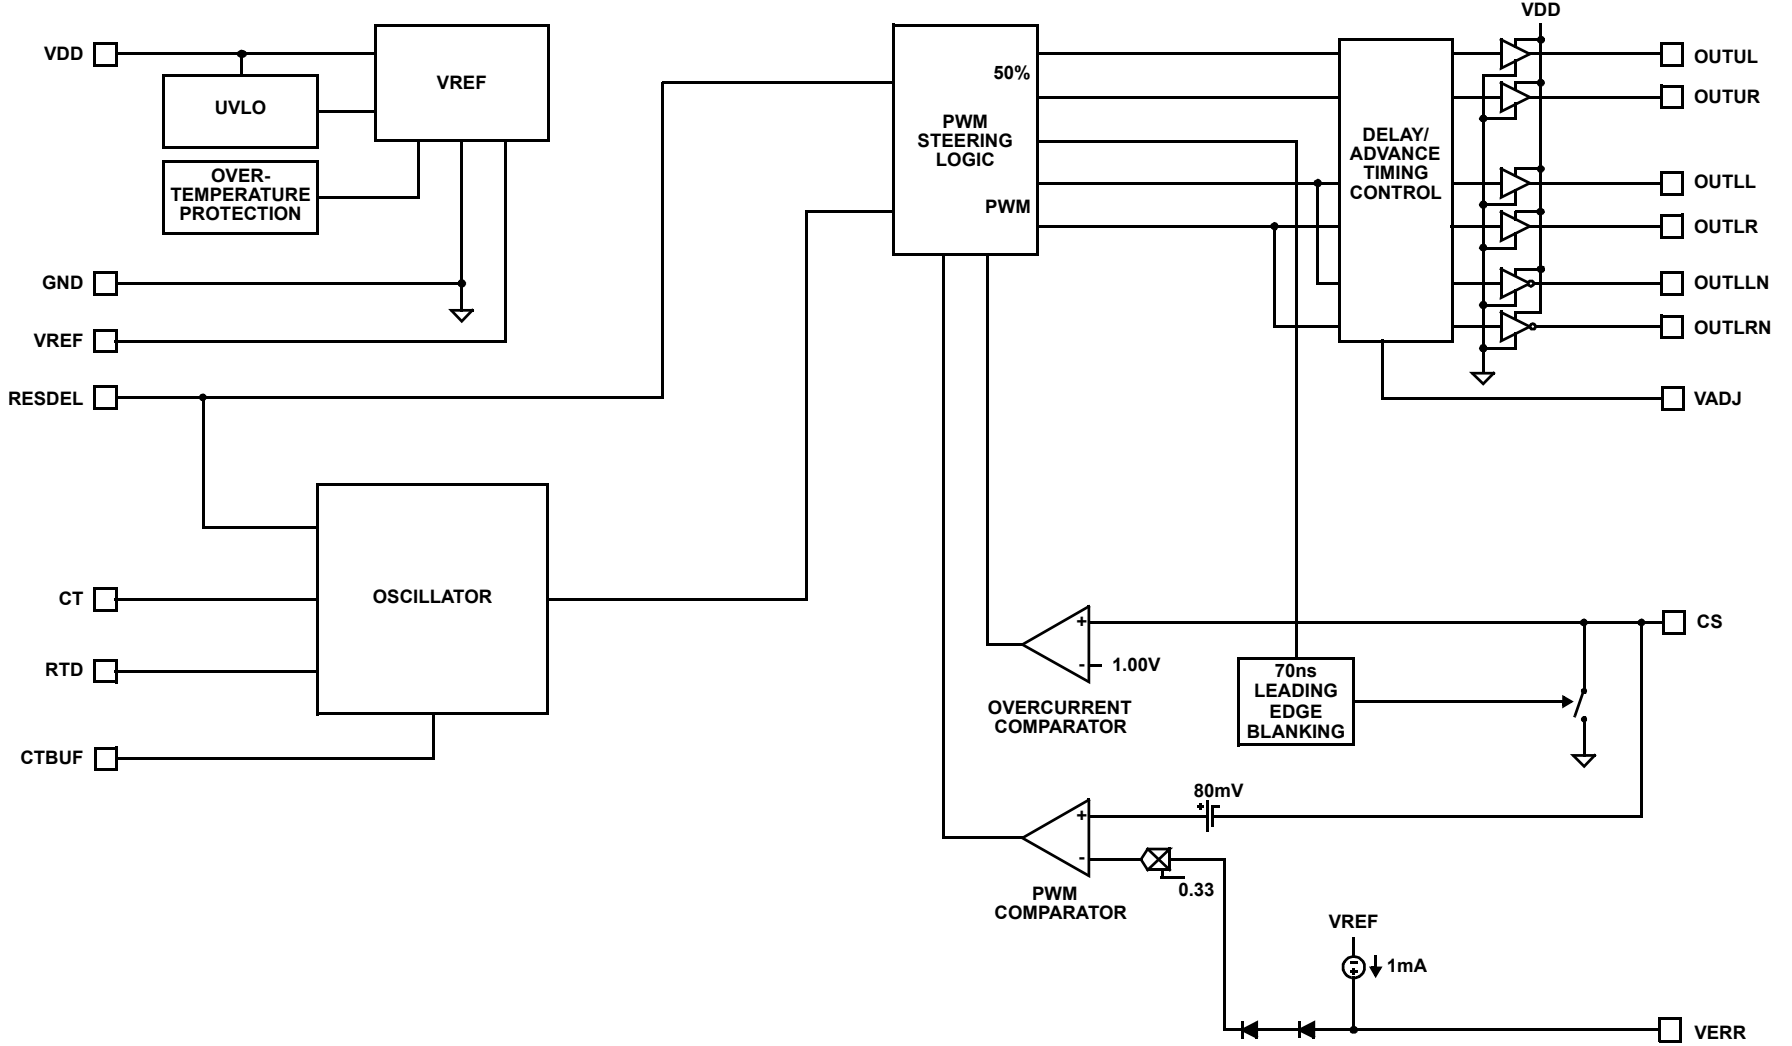 VDD
OUTUL
VDD
VREF
50%
UVLO
OUTUR
PWM
STEERING
LOGIC
DELAY/
ADVANCE
TIMING
CONTROL
OVER-
TEMPERATURE
PROTECTION
OUTLL
PWM
OUTLR
GND
OUTLLN
VREF
OUTLRN
RESDEL
VADJ
CT
OSCILLATOR
+
CS
-
1.00V
RTD
70ns
LEADING
EDGE
BLANKING
OVERCURRENT
COMPARATOR
CTBUF
80mV
+
+
-
0.33
PWM
COMPARATOR
VREF
-
+
1mA
VERR